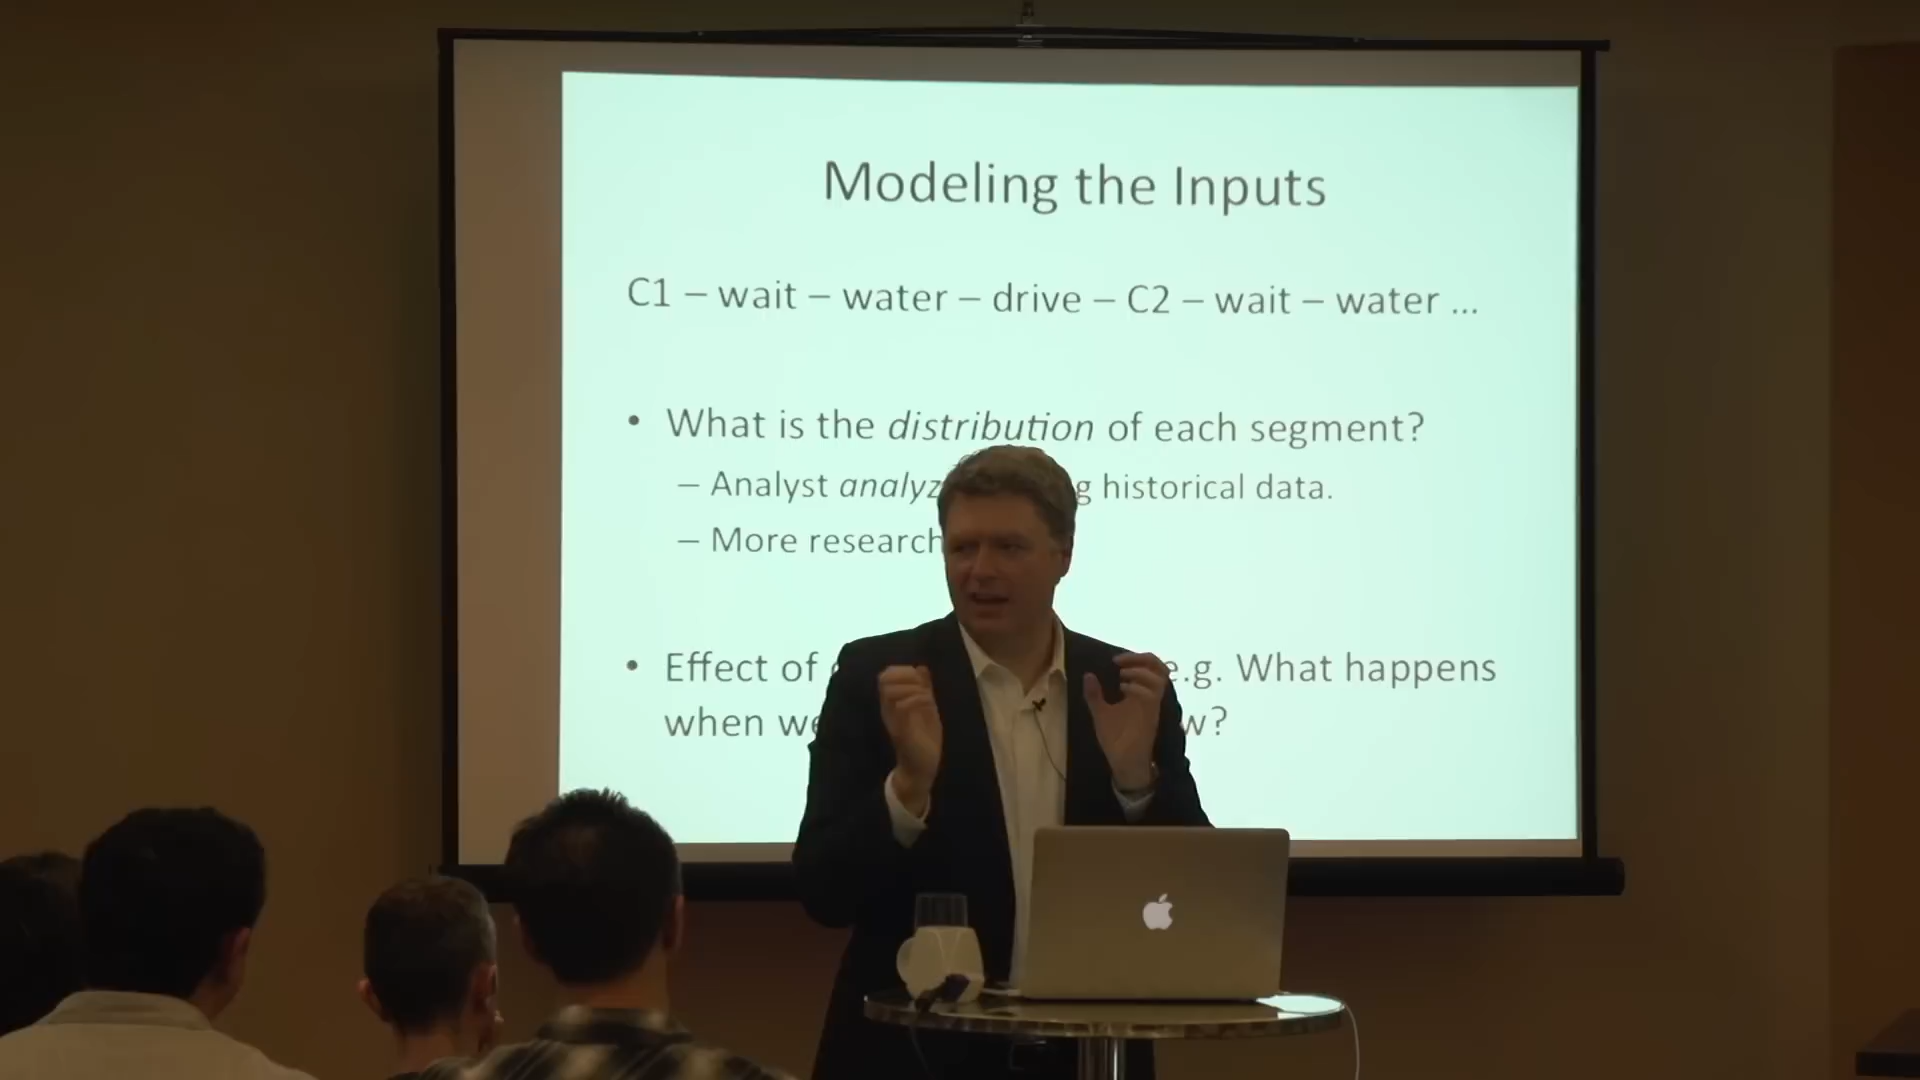 Modeling the Inputs
C1 – wait – water – drive – C2 – wait – water ...
• What is the distribution of each segment?
– Analyst historical data.
– More research
• Effect of e.g. What happens
when we